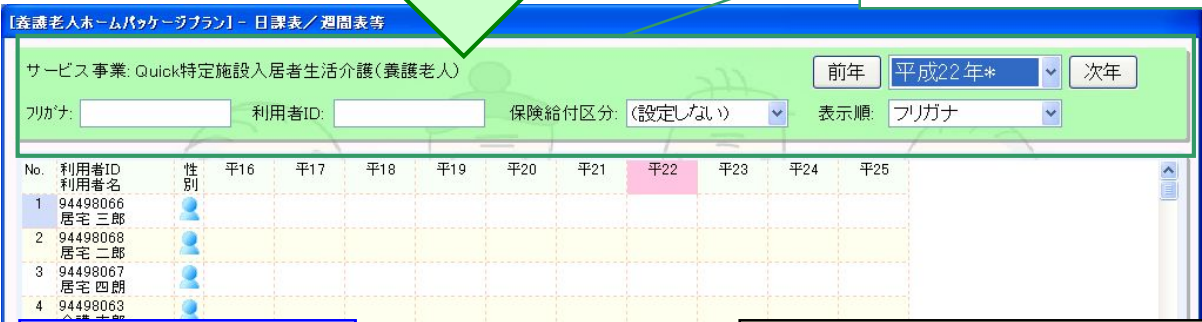 [養護老人ホームパッケージプラン] - 日課表／週間表等
サービス事業: Quick特定施設入居者生活介護(養護老人)
前年 平成22年* 次年
フリガナ: 利用者ID: 保険給付区分: (設定しない) 表示順: フリガナ
No. 利用者ID 性 平16 平17 平18 平19 平20 平21 平22 平23 平24 平25
利用者名 別
1 94498066
居宅 三郎
2 94498068
居宅 二郎
3 94498067
居宅 四朗
4 94498063